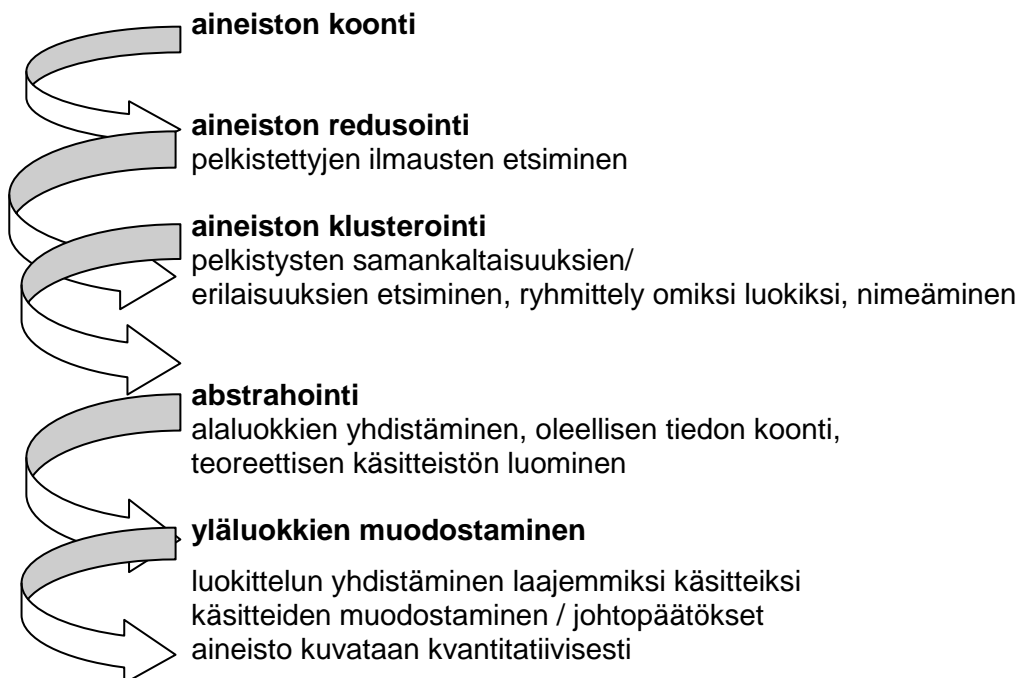 aineiston koonti
aineiston redusointi
pelkistettyjen ilmausten etsiminen
aineiston klusterointi
pelkistysten samankaltaisuuksien/
erilaisuuksien etsiminen, ryhmittely omiksi luokiksi, nimeäminen
abstrahointi
alaluokkien yhdistäminen, oleellisen tiedon koonti,
teoreettisen käsitteistön luominen
yläluokkien muodostaminen
luokittelun yhdistäminen laajemmiksi käsitteiksi
käsitteiden muodostaminen / johtopäätökset
aineisto kuvataan kvantitatiivisesti